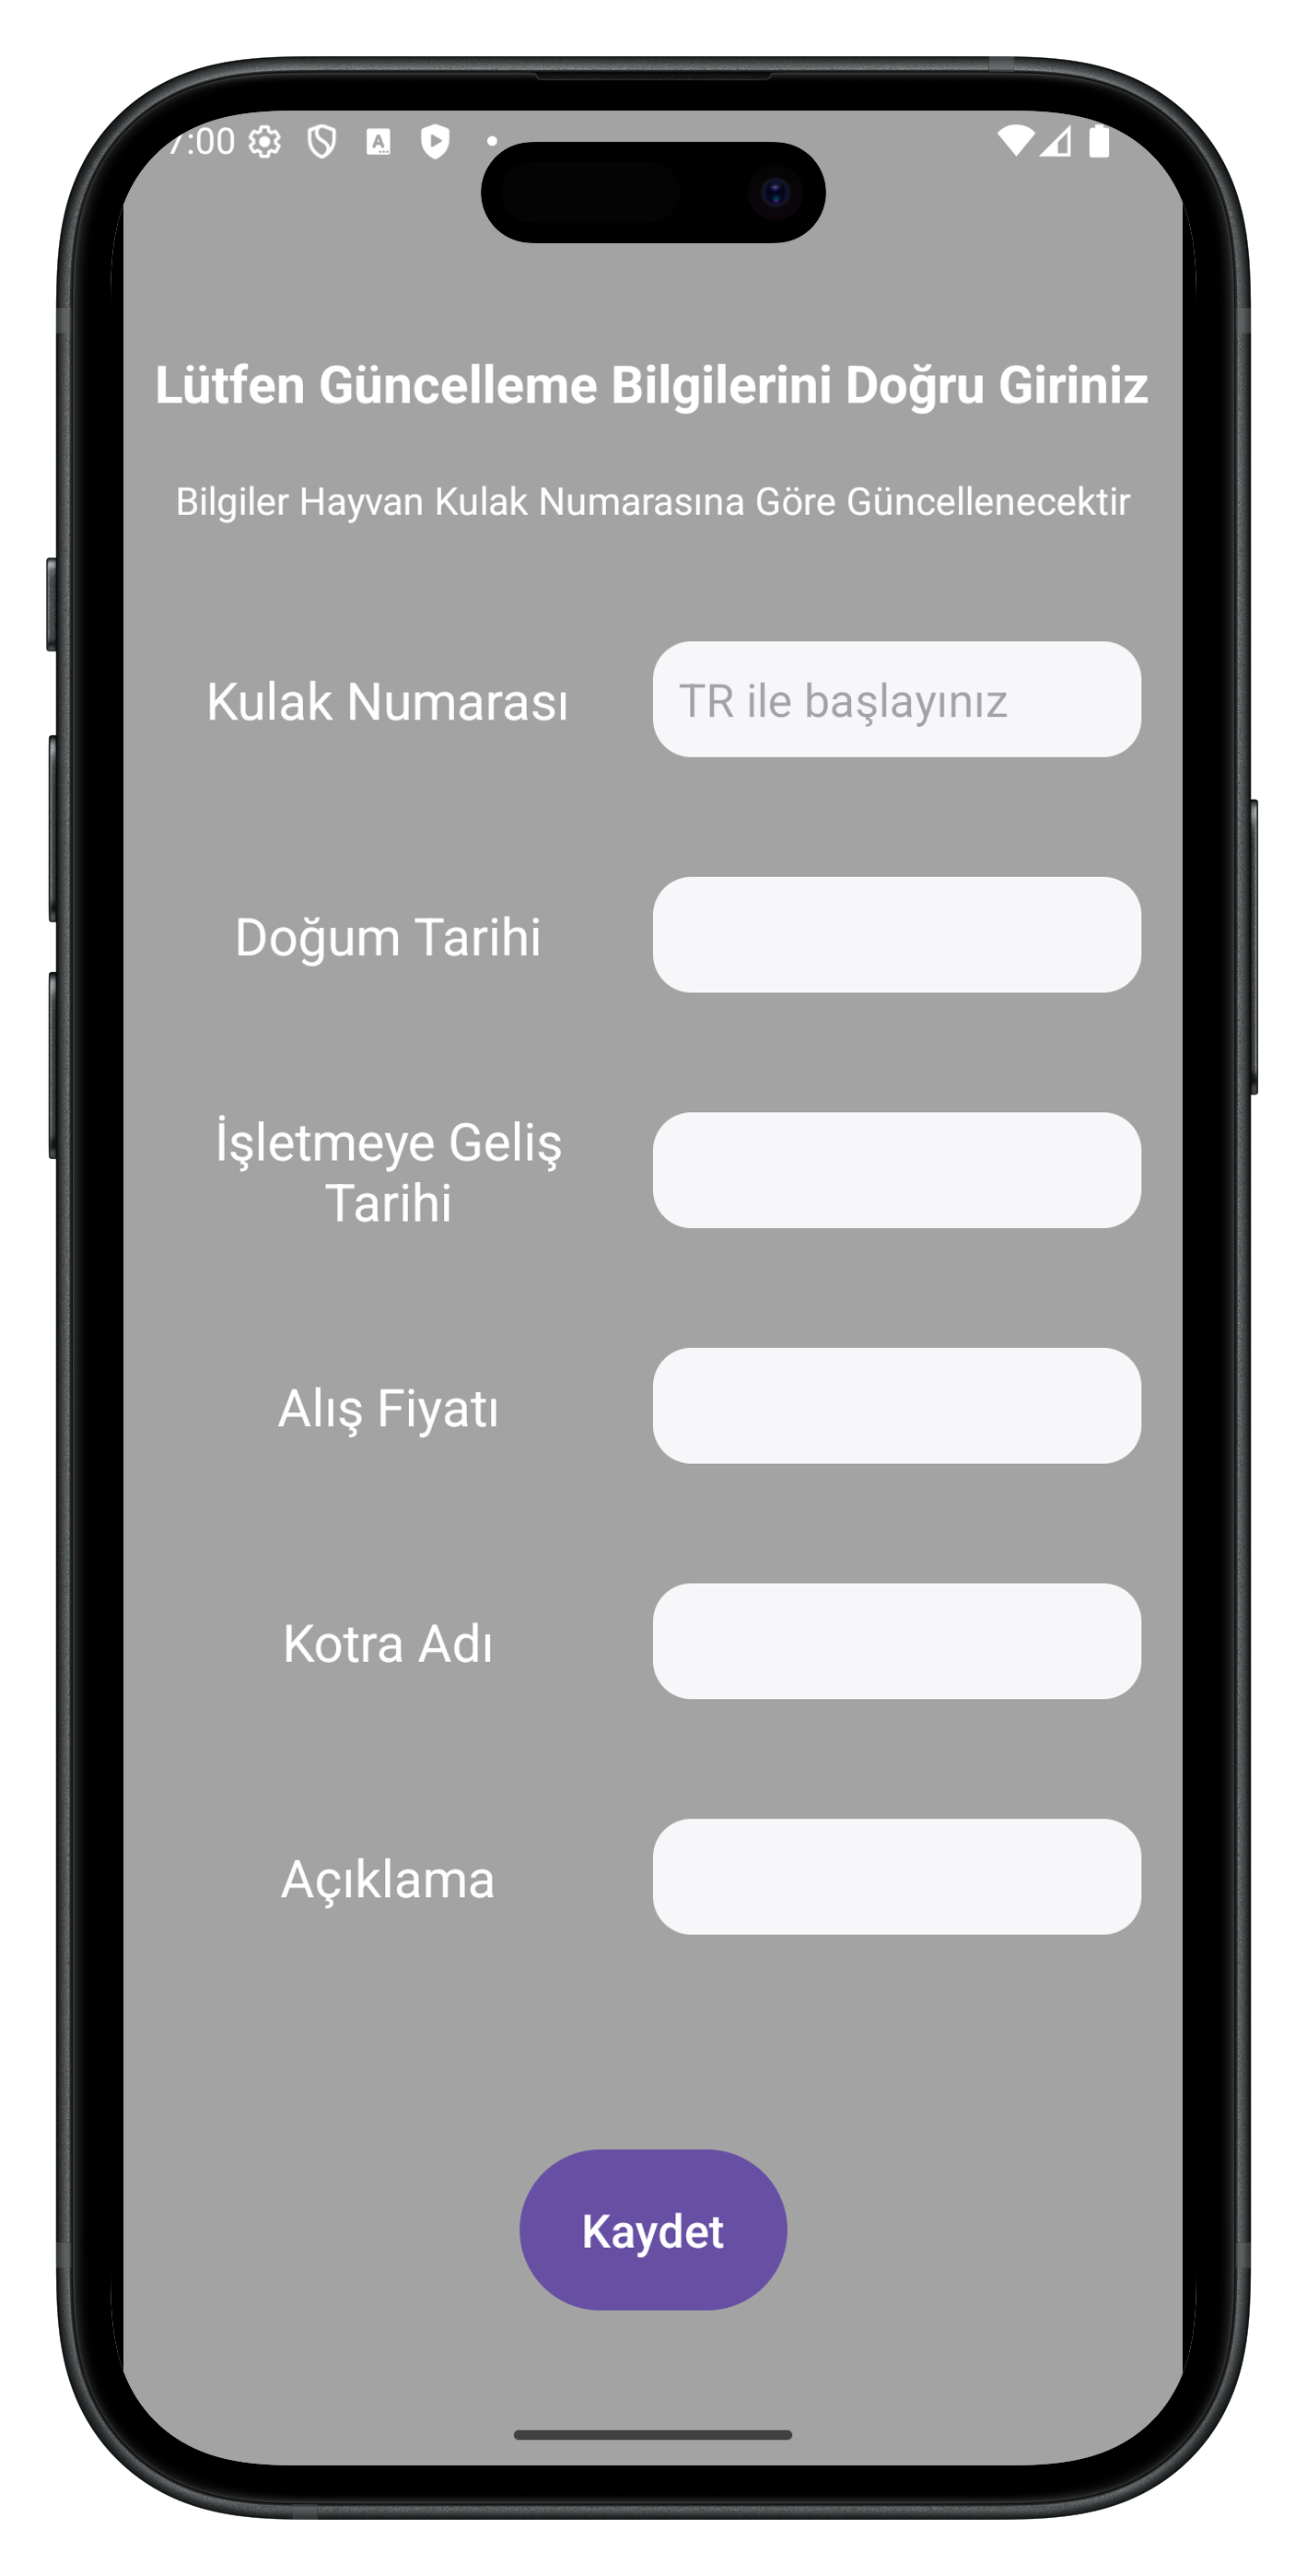 :00
Lütfen Güncelleme Bilgilerini Doğru Giriniz
Bilgiler Hayvan Kulak Numarasına Göre Güncellenecektir
Kulak Numarası
TR ile başlayınız
Doğum Tarihi
İşletmeye Geliş
Tarihi
Alış Fiyatı
Kotra Adı
Açıklama
Kaydet